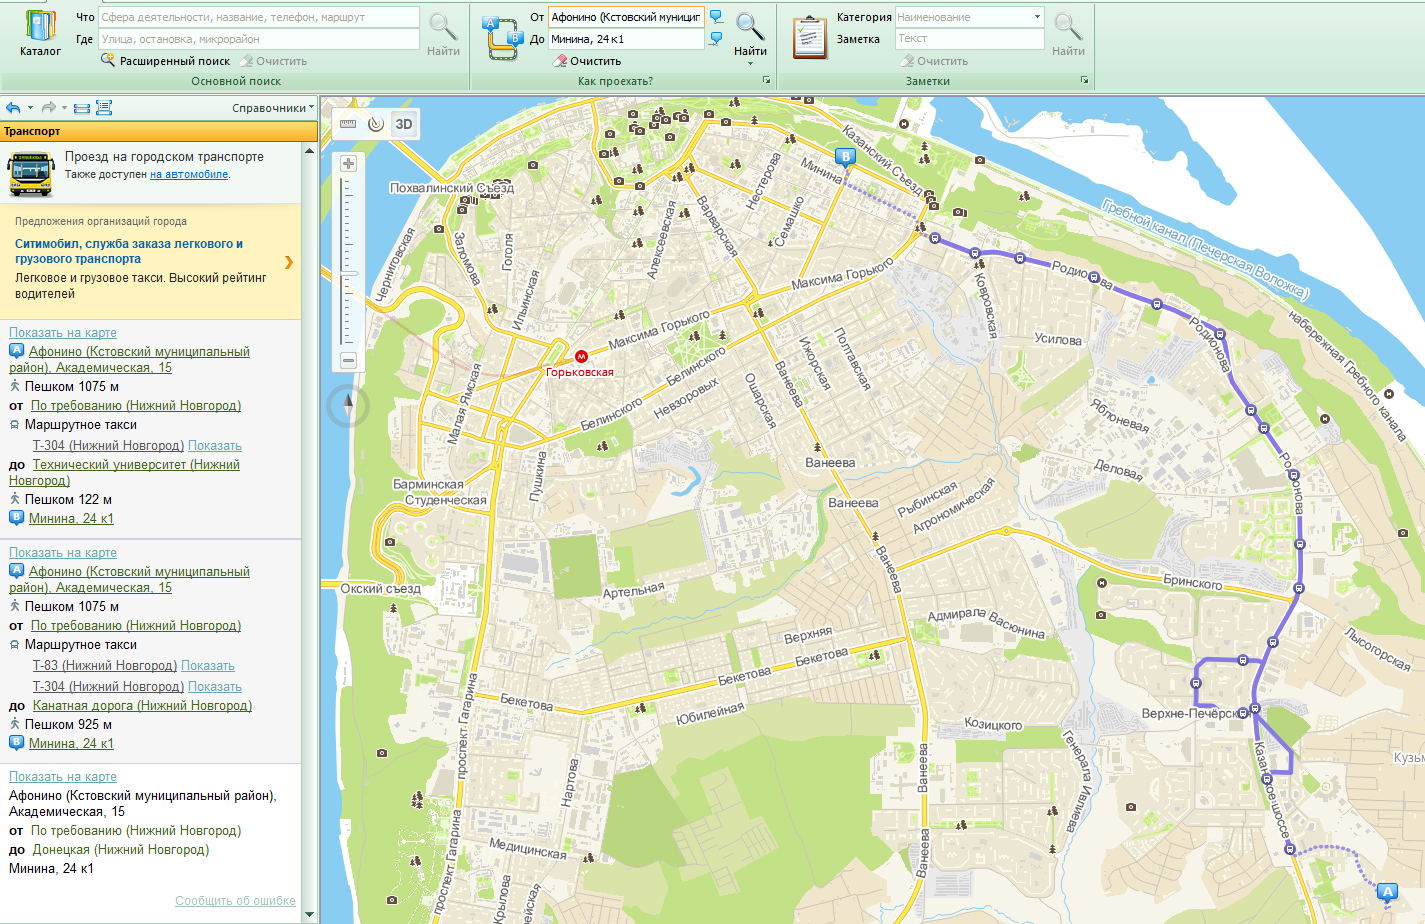 Каталог
Что
Сфера деятельности, название, телефон, маршрут
Где
Улица, остановка, микрорайон
Расширенный поиск
Очистить
Найти
Основной поиск
От
Афонино (Кстовский муницип
До
Минина, 24 к1
Очистить
Найти
Как проехать?
Категория
Наименование
Заметка
Текст
Очистить
Найти
Заметки
Справочники
Транспорт
Проезд на городском транспорте
Также доступен на автомобиле.
Предложения организаций города
Ситимобил, служба заказа легкового и
грузового транспорта
Легковое и грузовое такси. Высокий рейтинг
водителей
Показать на карте
A Афонино (Кстовский муниципальный
район), Академическая, 15
Пешком 1075 м
от По требованию (Нижний Новгород)
Маршрутное такси
Т-304 (Нижний Новгород) Показать
до Технический университет (Нижний
Новгород)
Пешком 122 м
B Минина, 24 к1
Показать на карте
A Афонино (Кстовский муниципальный
район), Академическая, 15
Пешком 1075 м
от По требованию (Нижний Новгород)
Маршрутное такси
Т-83 (Нижний Новгород) Показать
Т-304 (Нижний Новгород) Показать
до Канатная дорога (Нижний Новгород)
Пешком 925 м
B Минина, 24 к1
Показать на карте
Афонино (Кстовский муниципальный район),
Академическая, 15
от По требованию (Нижний Новгород)
до Донецкая (Нижний Новгород)
Минина, 24 к1
Сообщить об ошибке
3D
Казанский Съезд
B
Минина
Нестерова
Похвалинский Съезд
Варварская
Семашко
Гребной канал (Печерская Воложка)
Алексеевская
Заломова
Гоголя
Черниговская
Ильинская
Максима Горького
Родионова
Ковровская
набережная Гребного канала
Максима Горького
Родионова
Усилова
Полтавская
Ижорская
Белинского
Ванеева
М
Горьковская
Ошарская
Невзоровых
Белинского
Малая Ямская
Яблоневая
Деловая
Пушкина
Ванеева
Родионова
Барминская
Студенческая
Ванеева
Рыбинская
Агрономическая
Ванеева
Бринского
Окский съезд
Артельная
Адмирала Васюнина
Верхняя
Лысогорская
Бекетова
Бекетова
Бекетова
Юбилейная
Верхне-Печёрск
Козицкого
проспект Гагарина
Нартова
Ванеева
Генерала Ивлиева
Казанское шоссе
Кузьм
Медицинская
проспект Гагарина
Ванеева
Крылова
A